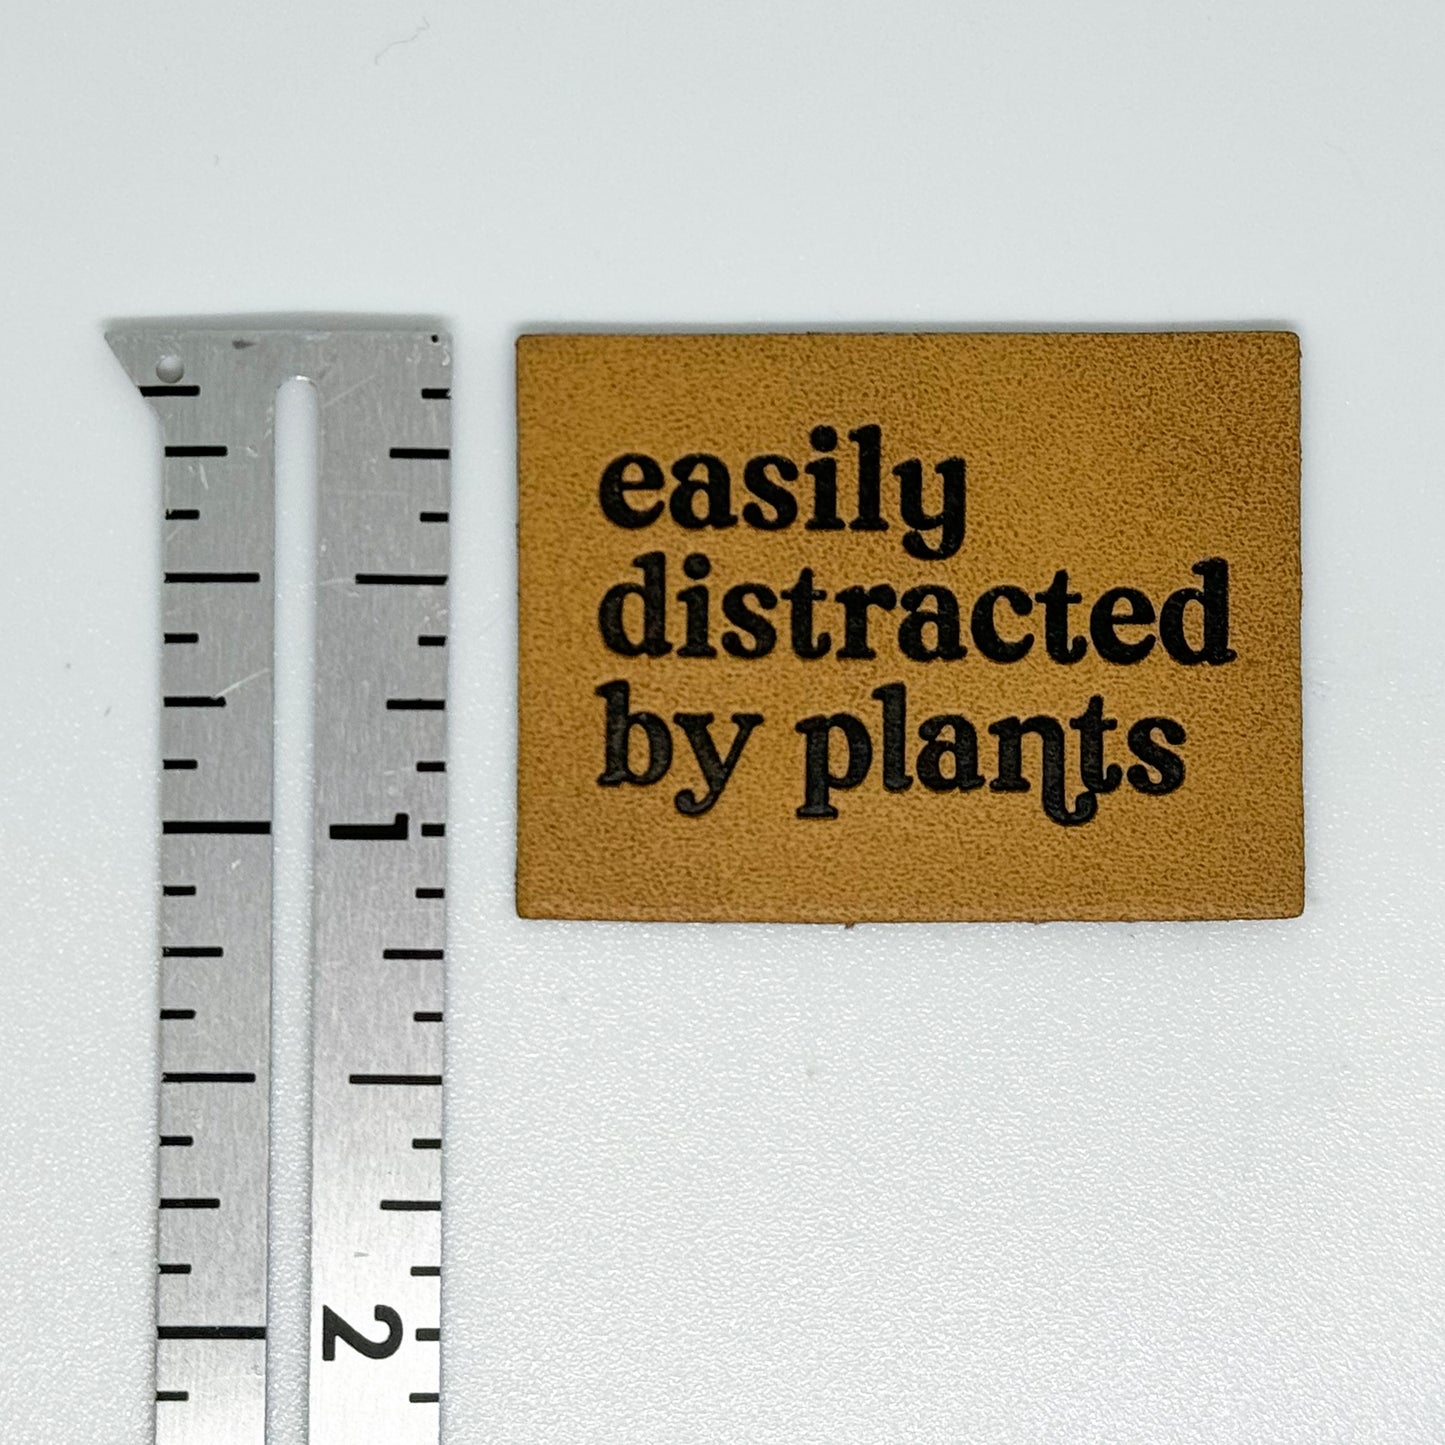 easily
distracted
by plants
1
2